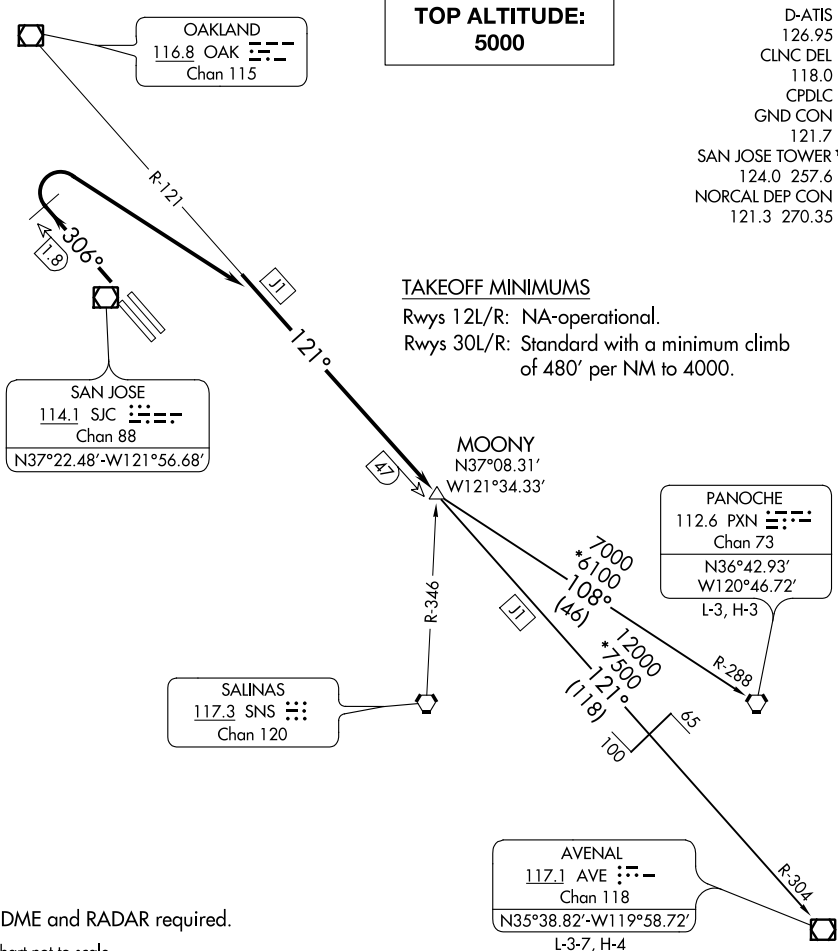 TOP ALTITUDE:
5000
D-ATIS
126.95
CLNC DEL
118.0
CPDLC
GND CON
121.7
SAN JOSE TOWER
124.0 257.6
NORCAL DEP CON
121.3 270.35
OAKLAND
116.8 OAK
Chan 115
R-121
1.8
306°
J1
121°
TAKEOFF MINIMUMS
Rwys 12L/R: NA-operational.
Rwys 30L/R: Standard with a minimum climb
of 480' per NM to 4000.
SAN JOSE
114.1 SJC
Chan 88
N37°22.48'-W121°56.68'
47
MOONY
N37°08.31'
W121°34.33'
PANOCHE
112.6 PXN
Chan 73
N36°42.93'
W120°46.72'
L-3, H-3
7000
*6100
108°
(46)
R-288
R-346
J1
12000
*7500
121°
(118)
65
100
SALINAS
117.3 SNS
Chan 120
R-304
AVENAL
117.1 AVE
Chan 118
N35°38.82'-W119°58.72'
L-3-7, H-4
DME and RADAR required.